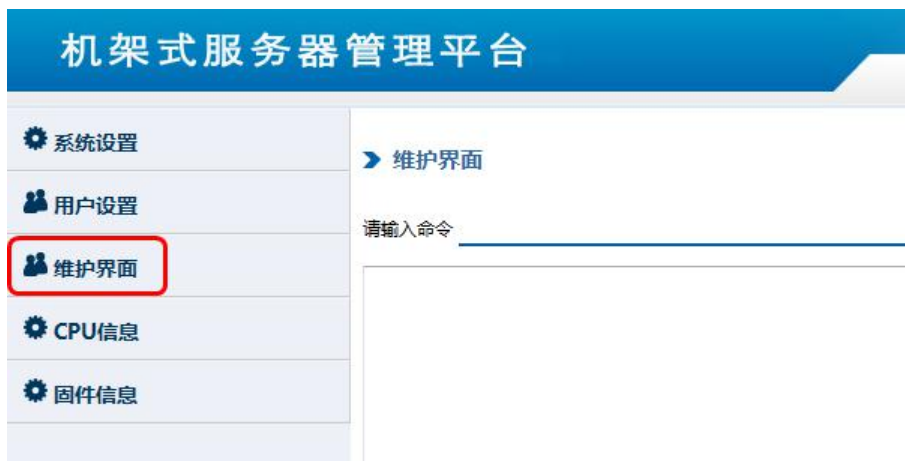 机架式服务器管理平台
系统设置
用户设置
维护界面
CPU信息
固件信息
维护界面
请输入命令